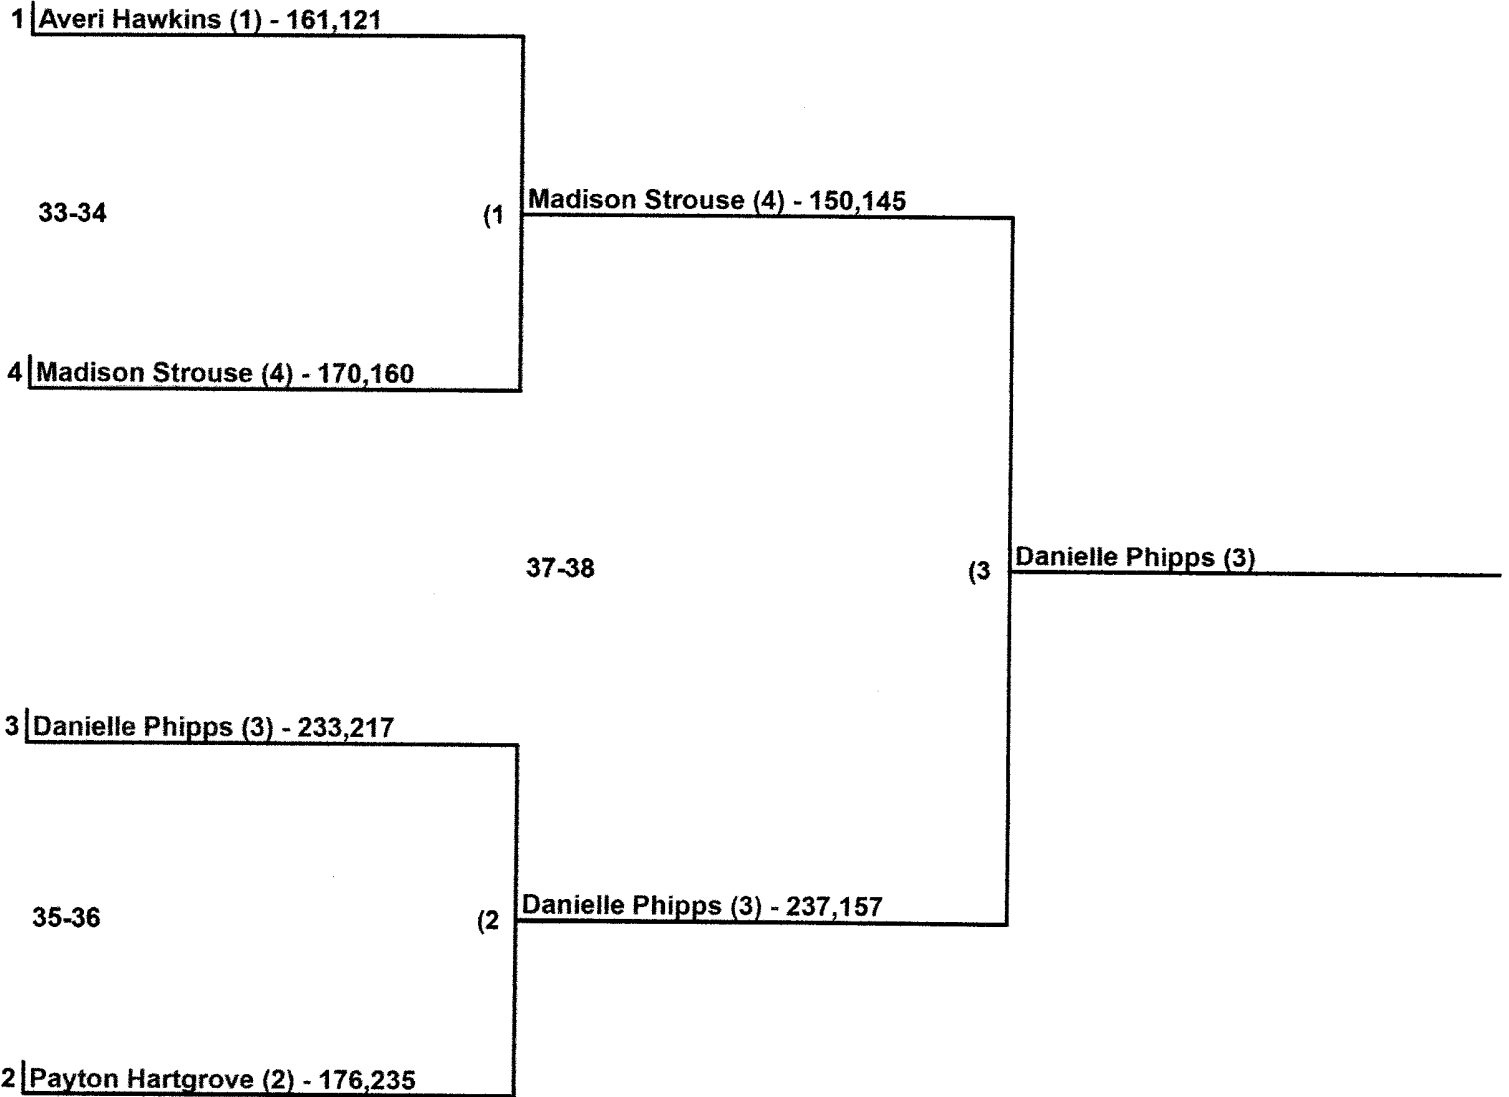 1 Averi Hawkins (1) - 161,121
33-34
(1
Madison Strouse (4) - 150,145
4 Madison Strouse (4) - 170,160
37-38
(3
Danielle Phipps (3)
3 Danielle Phipps (3) - 233,217
35-36
(2
Danielle Phipps (3) - 237,157
2 Payton Hartgrove (2) - 176,235